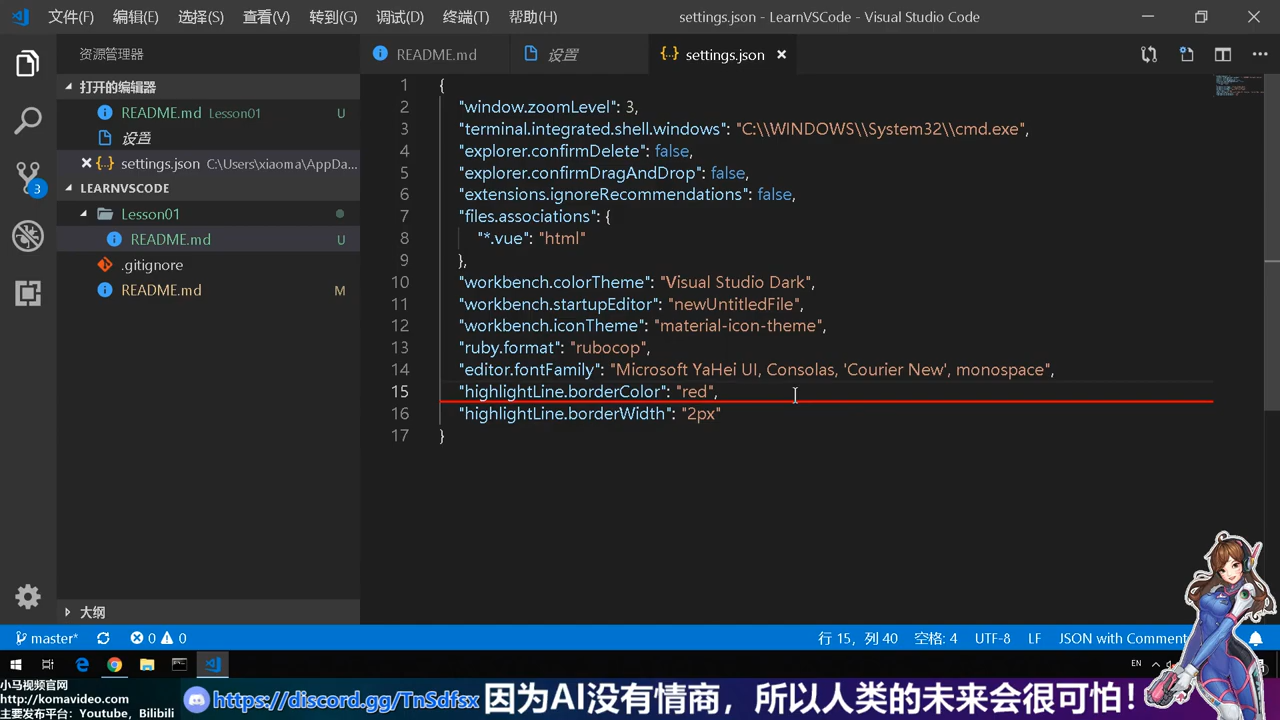 文件(F) 编辑(E) 选择(S) 查看(V) 转到(G) 调试(D) 终端(T) 帮助(H) settings.json - LearnVSCode - Visual Studio Code
资源管理器
README.md 设置 {..} settings.json
打开的编辑器
README.md Lesson01 U
设置
{..} settings.json C:\Users\xiaoma\AppDa...
LEARNVSCODE
Lesson01
README.md U
.gitignore
README.md M
3
大纲
1 {
2 "window.zoomLevel": 3,
3 "terminal.integrated.shell.windows": "C:\\WINDOWS\\System32\\cmd.exe",
4 "explorer.confirmDelete": false,
5 "explorer.confirmDragAndDrop": false,
6 "extensions.ignoreRecommendations": false,
7 "files.associations": {
8 "*.vue": "html"
9 },
10 "workbench.colorTheme": "Visual Studio Dark",
11 "workbench.startupEditor": "newUntitledFile",
12 "workbench.iconTheme": "material-icon-theme",
13 "ruby.format": "rubocop",
14 "editor.fontFamily": "Microsoft YaHei UI, Consolas, 'Courier New', monospace",
15 "highlightLine.borderColor": "red",
16 "highlightLine.borderWidth": "2px"
17 }
master* 0 0 行 15，列 40 空格: 4 UTF-8 LF JSON with Comment
EN
小马视频官网
http://komavideo.com
主要发布平台: Youtube, Bilibili
https://discord.gg/TnSdfsx 因为AI没有情商，所以人类的未来会很可怕！